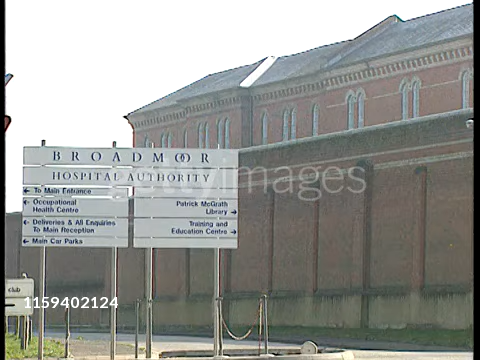 BROADMOOR
HOSPITAL AUTHORITY
← To Main Entrance
← Occupational
Health Centre
← Deliveries & All Enquiries
To Main Reception
← Main Car Parks
Patrick McGrath
Library →
Training and
Education Centre →
gettyimages
club
1159402124